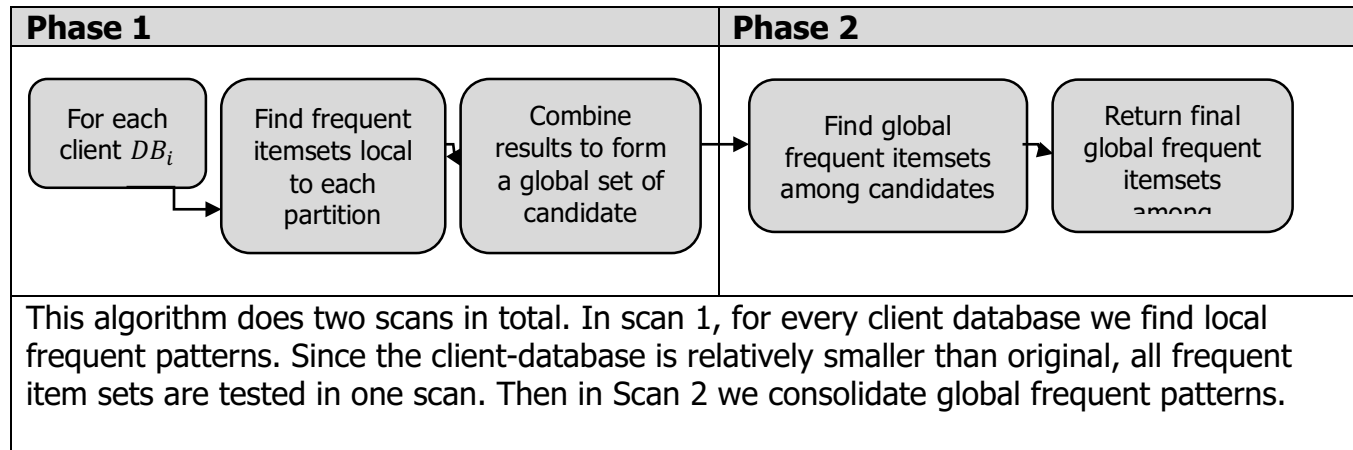 Phase 1
Phase 2
For each
client 𝐷𝐵𝑖
Find frequent
itemsets local
to each
partition
Combine
results to form
a global set of
candidate
Find global
frequent itemsets
among candidates
Return final
global frequent
itemsets
among
This algorithm does two scans in total. In scan 1, for every client database we find local
frequent patterns. Since the client-database is relatively smaller than original, all frequent
item sets are tested in one scan. Then in Scan 2 we consolidate global frequent patterns.